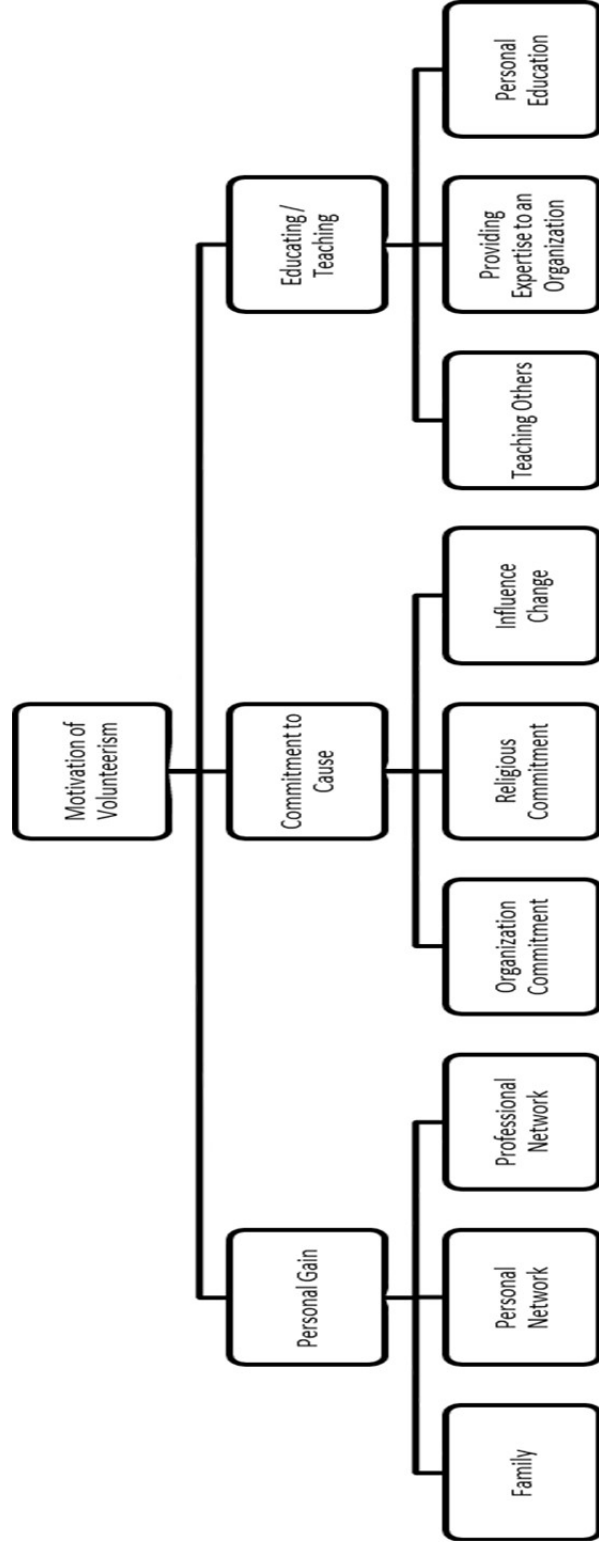 Motivation of
Volunteerism
Personal Gain
Commitment to
Cause
Educating /
Teaching
Family
Personal
Network
Professional
Network
Organization
Commitment
Religious
Commitment
Influence
Change
Teaching Others
Providing
Expertise to an
Organization
Personal
Education